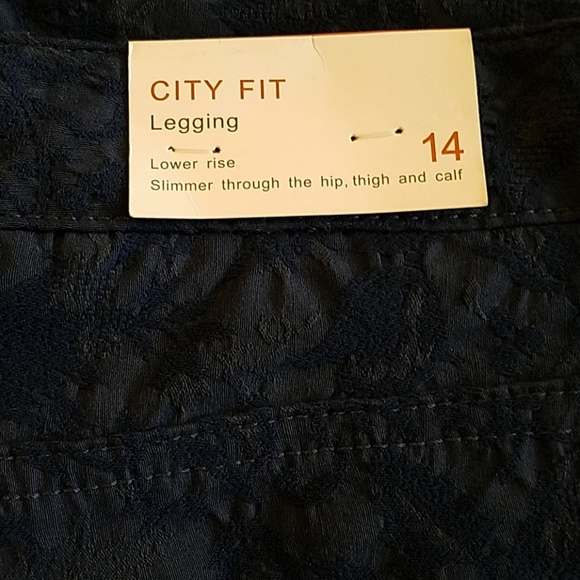 CITY FIT
Legging
14
Lower rise
Slimmer through the hip, thigh and calf